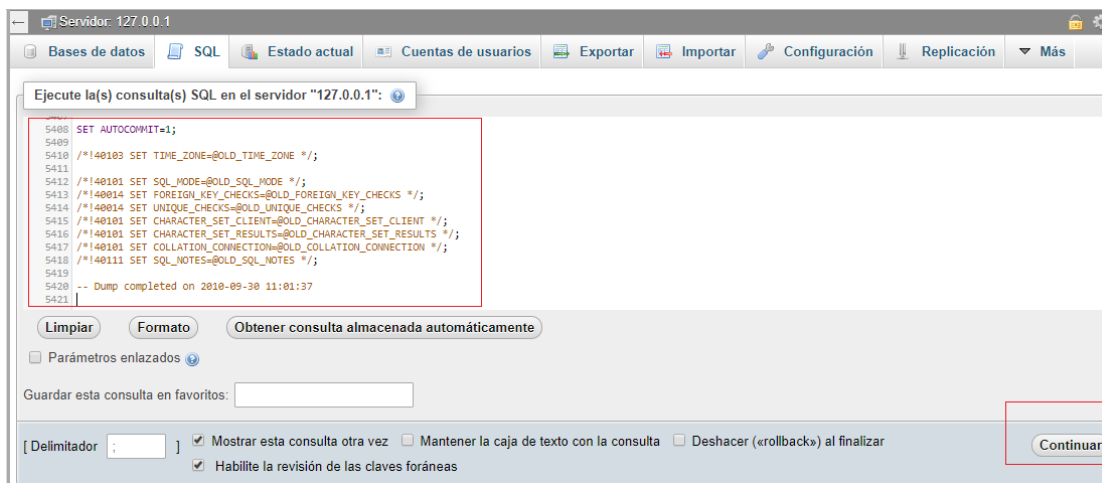 Servidor: 127.0.0.1
Bases de datos SQL Estado actual Cuentas de usuarios Exportar Importar Configuración Replicación Más
Ejecute la(s) consulta(s) SQL en el servidor "127.0.0.1":
5408 SET AUTOCOMMIT=1;
5409
5410 /*!40103 SET TIME_ZONE=@OLD_TIME_ZONE */;
5411
5412 /*!40101 SET SQL_MODE=@OLD_SQL_MODE */;
5413 /*!40014 SET FOREIGN_KEY_CHECKS=@OLD_FOREIGN_KEY_CHECKS */;
5414 /*!40014 SET UNIQUE_CHECKS=@OLD_UNIQUE_CHECKS */;
5415 /*!40101 SET CHARACTER_SET_CLIENT=@OLD_CHARACTER_SET_CLIENT */;
5416 /*!40101 SET CHARACTER_SET_RESULTS=@OLD_CHARACTER_SET_RESULTS */;
5417 /*!40101 SET COLLATION_CONNECTION=@OLD_COLLATION_CONNECTION */;
5418 /*!40111 SET SQL_NOTES=@OLD_SQL_NOTES */;
5419
5420 -- Dump completed on 2010-09-30 11:01:37
5421
Limpiar Formato Obtener consulta almacenada automáticamente
Parámetros enlazados
Guardar esta consulta en favoritos:
[ Delimitador ; ] Mostrar esta consulta otra vez Mantener la caja de texto con la consulta Deshacer («rollback») al finalizar Continuar
Habilite la revisión de las claves foráneas